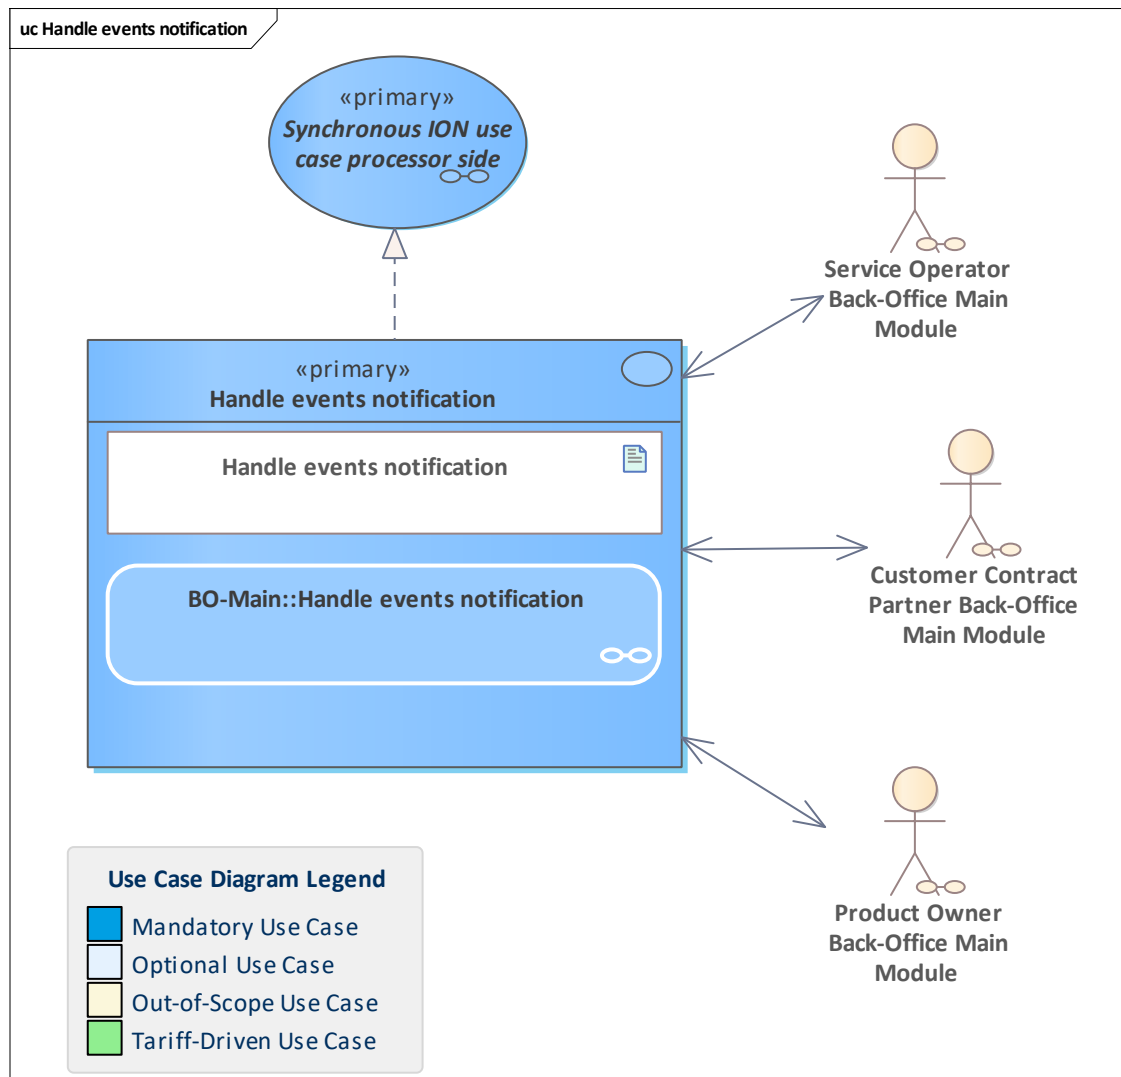 uc Handle events notification
«primary»
Synchronous ION use
case processor side
Service Operator
Back-Office Main
Module
«primary»
Handle events notification
Handle events notification
BO-Main::Handle events notification
Customer Contract
Partner Back-Office
Main Module
Product Owner
Back-Office Main
Module
Use Case Diagram Legend
Mandatory Use Case
Optional Use Case
Out-of-Scope Use Case
Tariff-Driven Use Case